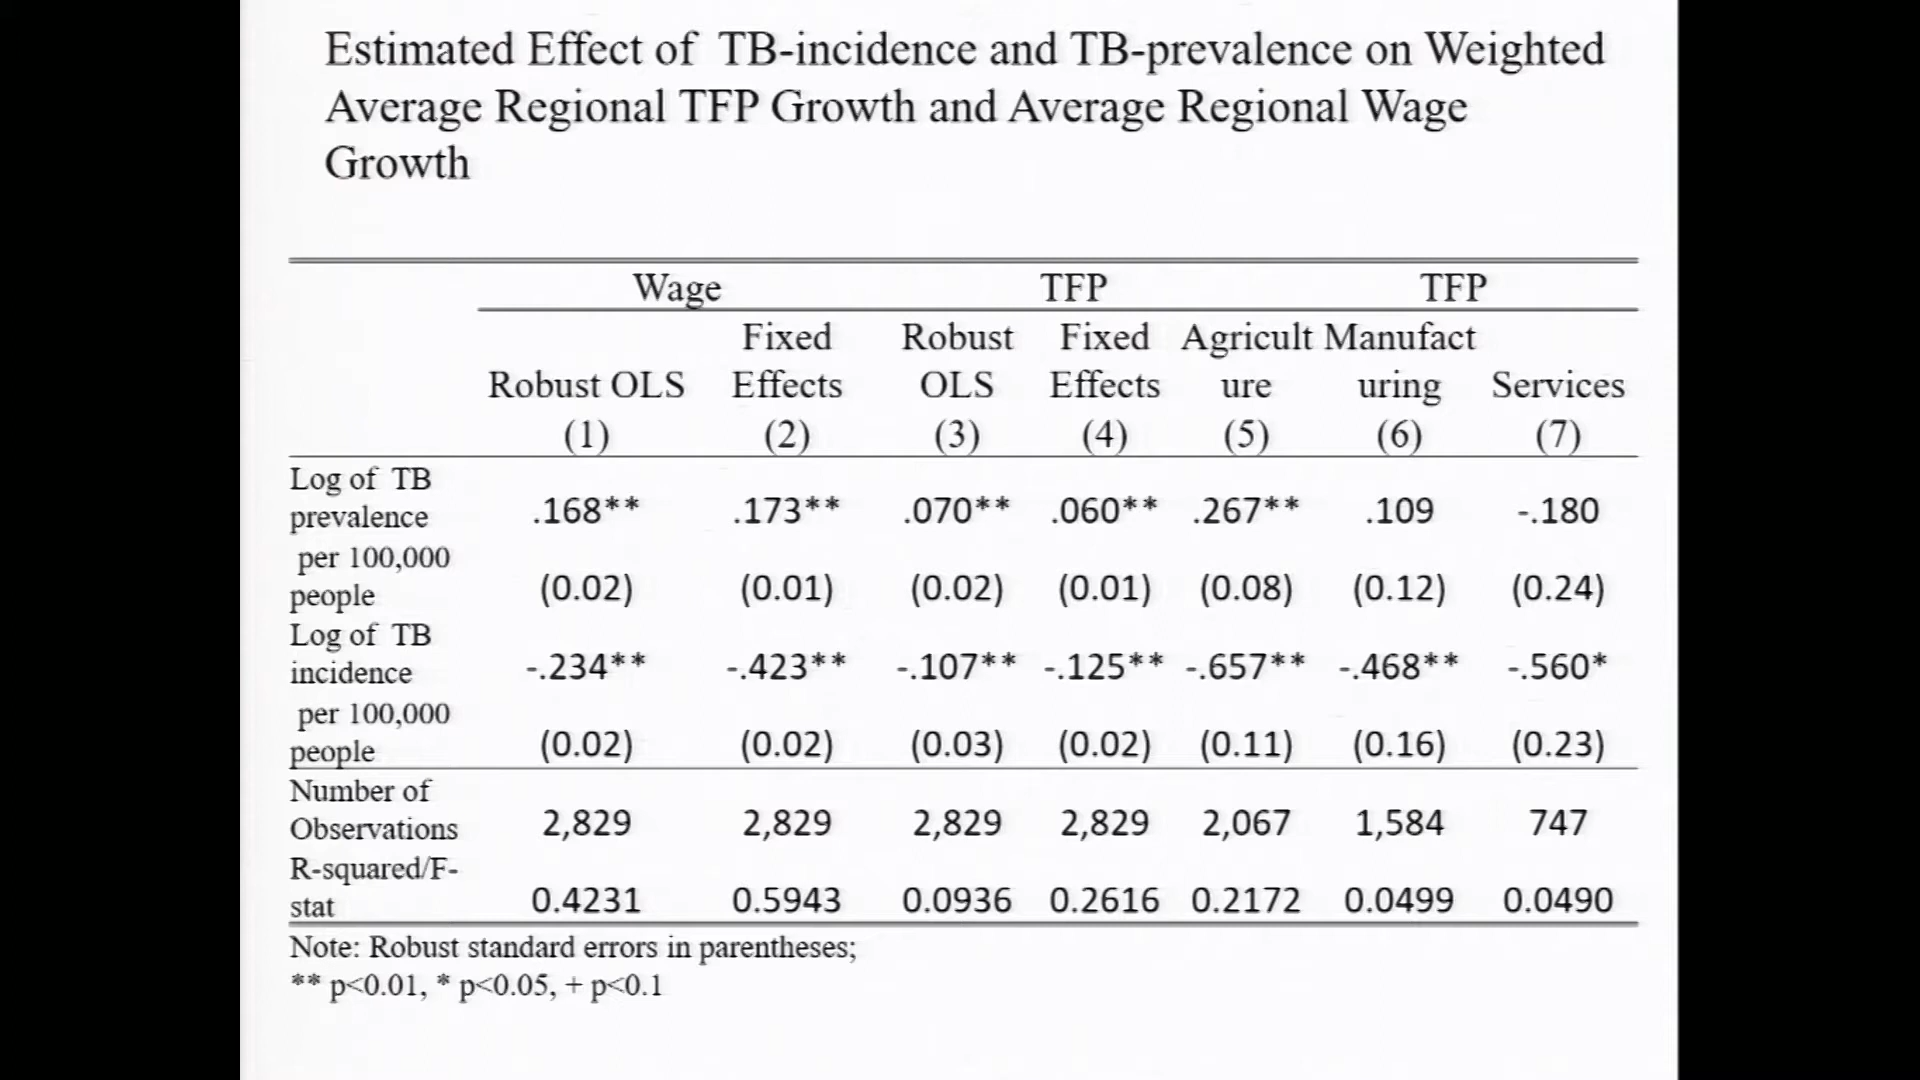 Estimated Effect of TB-incidence and TB-prevalence on Weighted
Average Regional TFP Growth and Average Regional Wage
Growth
Wage TFP TFP
Fixed Robust Fixed Agricult Manufact
Robust OLS Effects OLS Effects ure uring Services
(1) (2) (3) (4) (5) (6) (7)
Log of TB
prevalence .168** .173** .070** .060** .267** .109 -.180
per 100,000
people (0.02) (0.01) (0.02) (0.01) (0.08) (0.12) (0.24)
Log of TB
incidence -.234** -.423** -.107** -.125** -.657** -.468** -.560*
per 100,000
people (0.02) (0.02) (0.03) (0.02) (0.11) (0.16) (0.23)
Number of
Observations 2,829 2,829 2,829 2,829 2,067 1,584 747
R-squared/F-
stat 0.4231 0.5943 0.0936 0.2616 0.2172 0.0499 0.0490
Note: Robust standard errors in parentheses;
** p<0.01, * p<0.05, + p<0.1